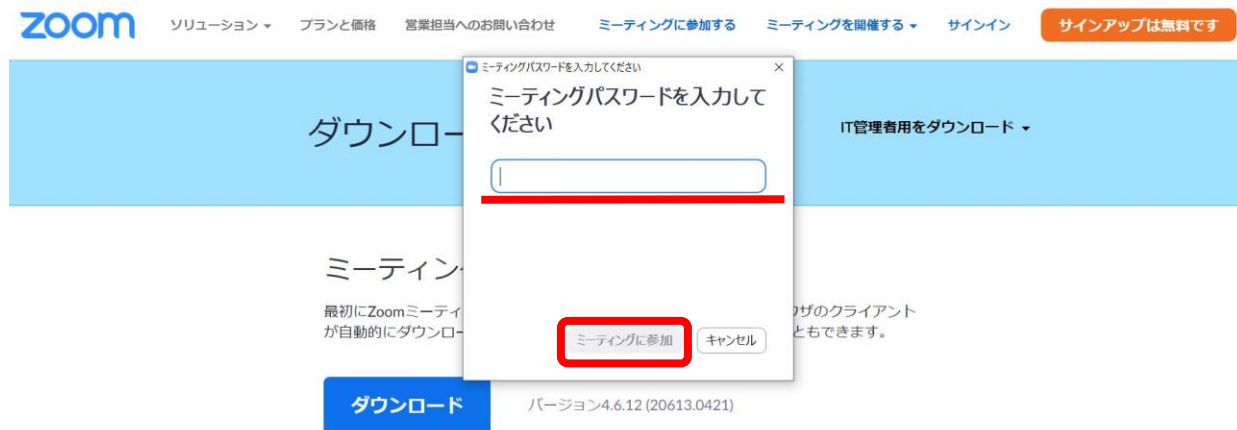 zoom ソリューション プランと価格 営業担当へのお問い合わせ ミーティングに参加する ミーティングを開催する サインイン サインアップは無料です
ミーティングパスワードを入力してください
ミーティングパスワードを入力して
ください
ダウンロー
IT管理者用をダウンロード
ミーティン
最初にZoomミーティ
ザのクライアント
が自動的にダウンロー
ともできます。
ミーティングに参加 キャンセル
ダウンロード バージョン4.6.12 (20613.0421)